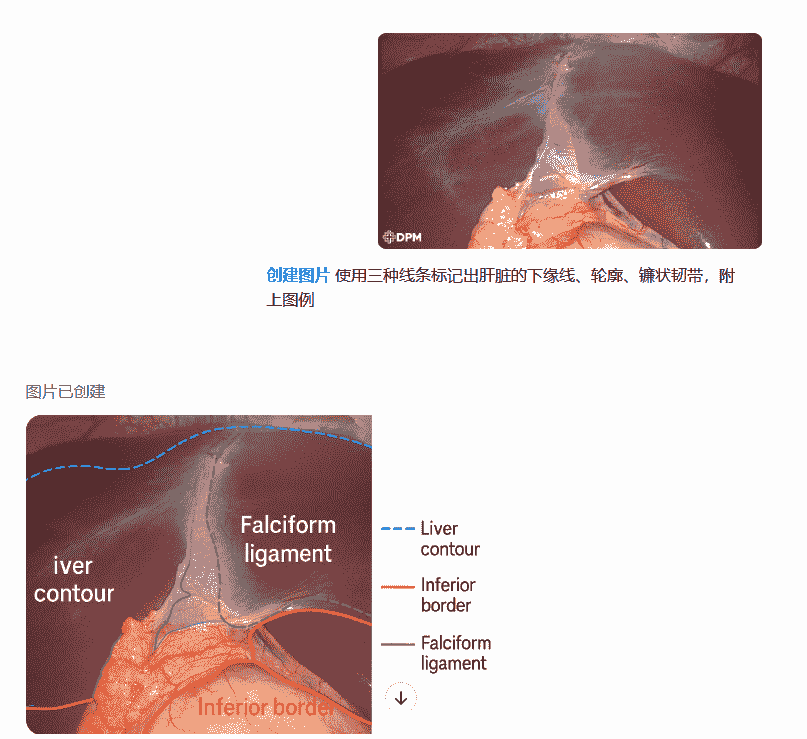 DPM
创建图片 使用三种线条标记出肝脏的下缘线、轮廓、镰状韧带，附
上图例
图片已创建
Falciform
ligament
iver
contour
Inferior border
Liver
contour
Inferior
border
Falciform
ligament